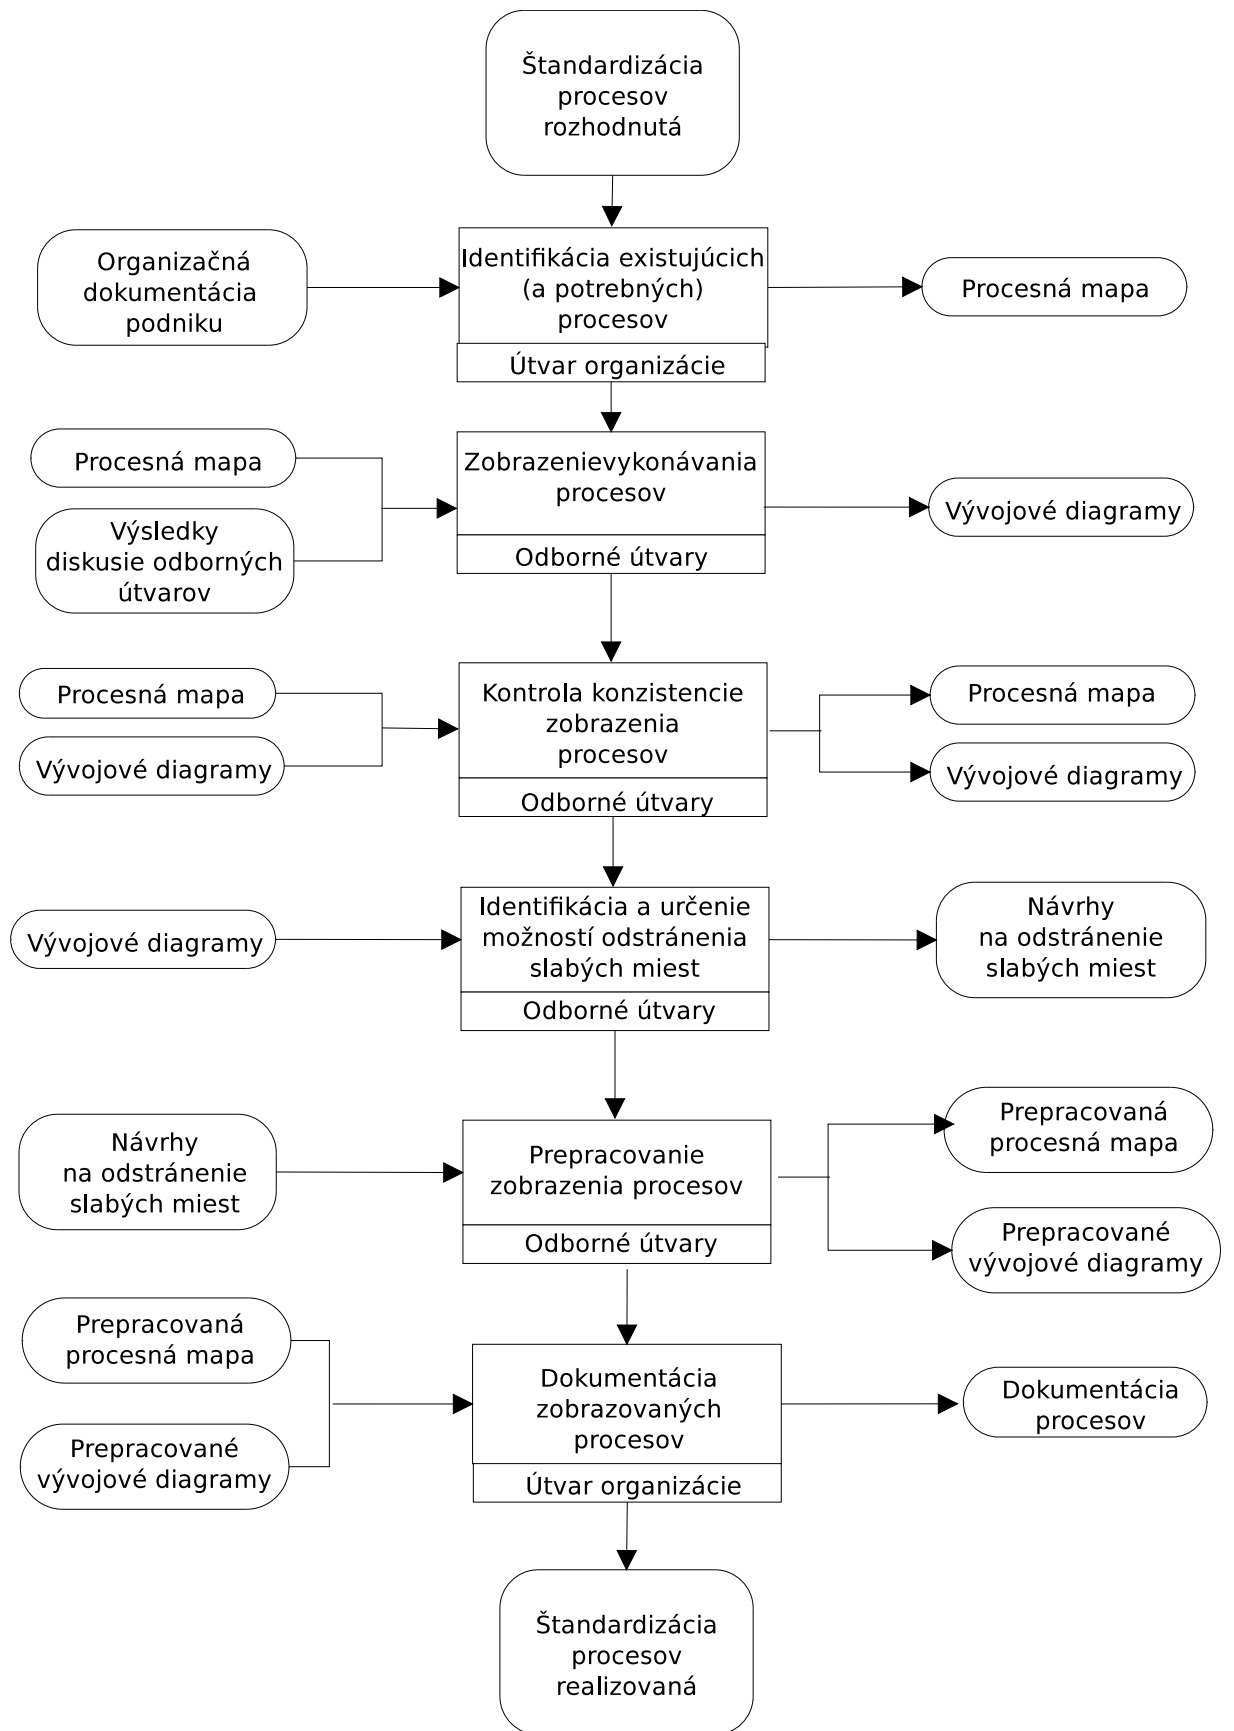 Štandardizácia
procesov
rozhodnutá
Organizačná
dokumentácia
podniku
Identifikácia existujúcich
(a potrebných)
procesov
Útvar organizácie
Procesná mapa
Procesná mapa
Výsledky
diskusie odborných
útvarov
Zobrazenievykonávania
procesov
Odborné útvary
Vývojové diagramy
Procesná mapa
Vývojové diagramy
Kontrola konzistencie
zobrazenia
procesov
Odborné útvary
Procesná mapa
Vývojové diagramy
Vývojové diagramy
Identifikácia a určenie
možností odstránenia
slabých miest
Odborné útvary
Návrhy
na odstránenie
slabých miest
Návrhy
na odstránenie
slabých miest
Prepracovanie
zobrazenia procesov
Odborné útvary
Prepracovaná
procesná mapa
Prepracované
vývojové diagramy
Prepracovaná
procesná mapa
Prepracované
vývojové diagramy
Dokumentácia
zobrazovaných
procesov
Útvar organizácie
Dokumentácia
procesov
Štandardizácia
procesov
realizovaná